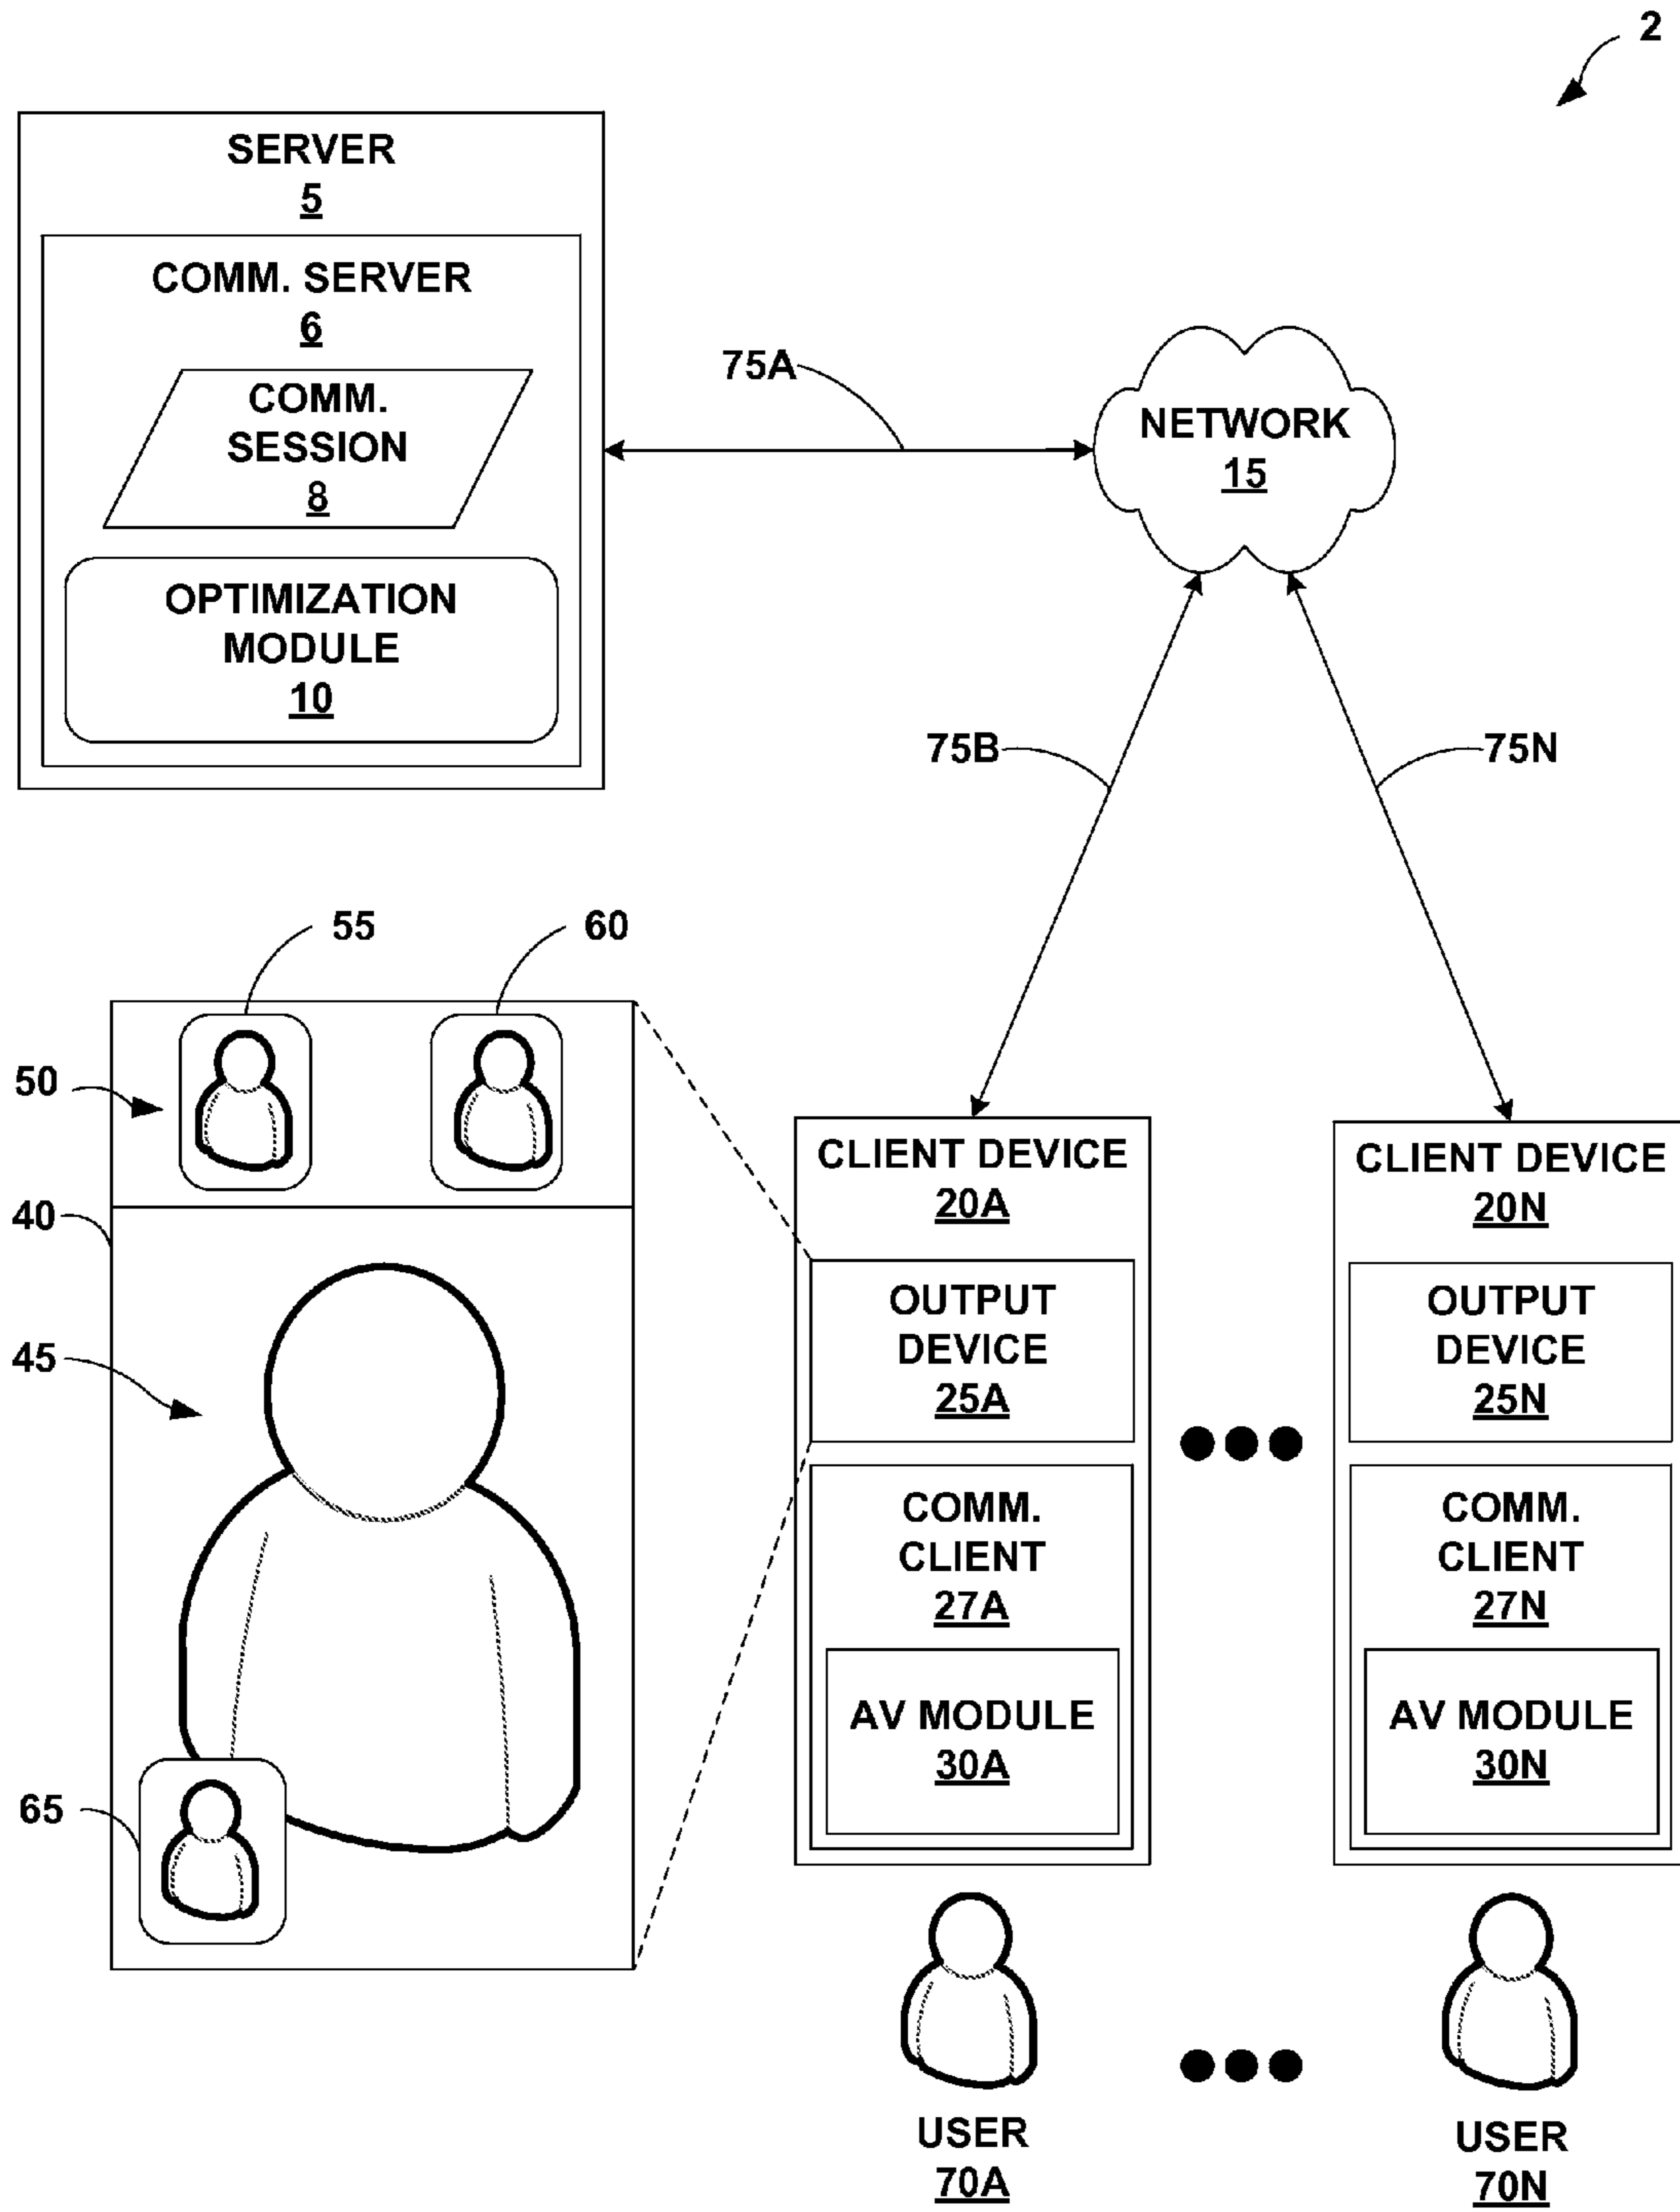 2
SERVER
5
COMM. SERVER
6
COMM.
SESSION
8
OPTIMIZATION
MODULE
10
75A
NETWORK
15
75B
75N
55
60
50
40
45
65
CLIENT DEVICE
20A
OUTPUT
DEVICE
25A
COMM.
CLIENT
27A
AV MODULE
30A
CLIENT DEVICE
20N
OUTPUT
DEVICE
25N
COMM.
CLIENT
27N
AV MODULE
30N
USER
70A
USER
70N